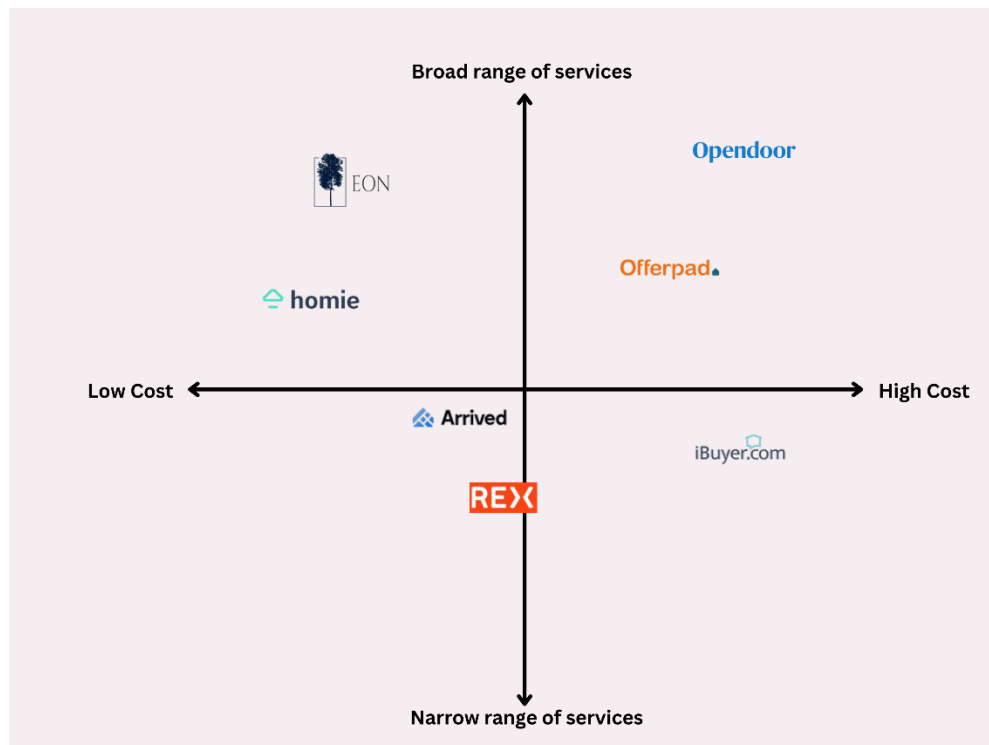 Broad range of services
Opendoor
EON
Offerpad.
homie
Low Cost
High Cost
Arrived
iBuyer.com
REX
Narrow range of services